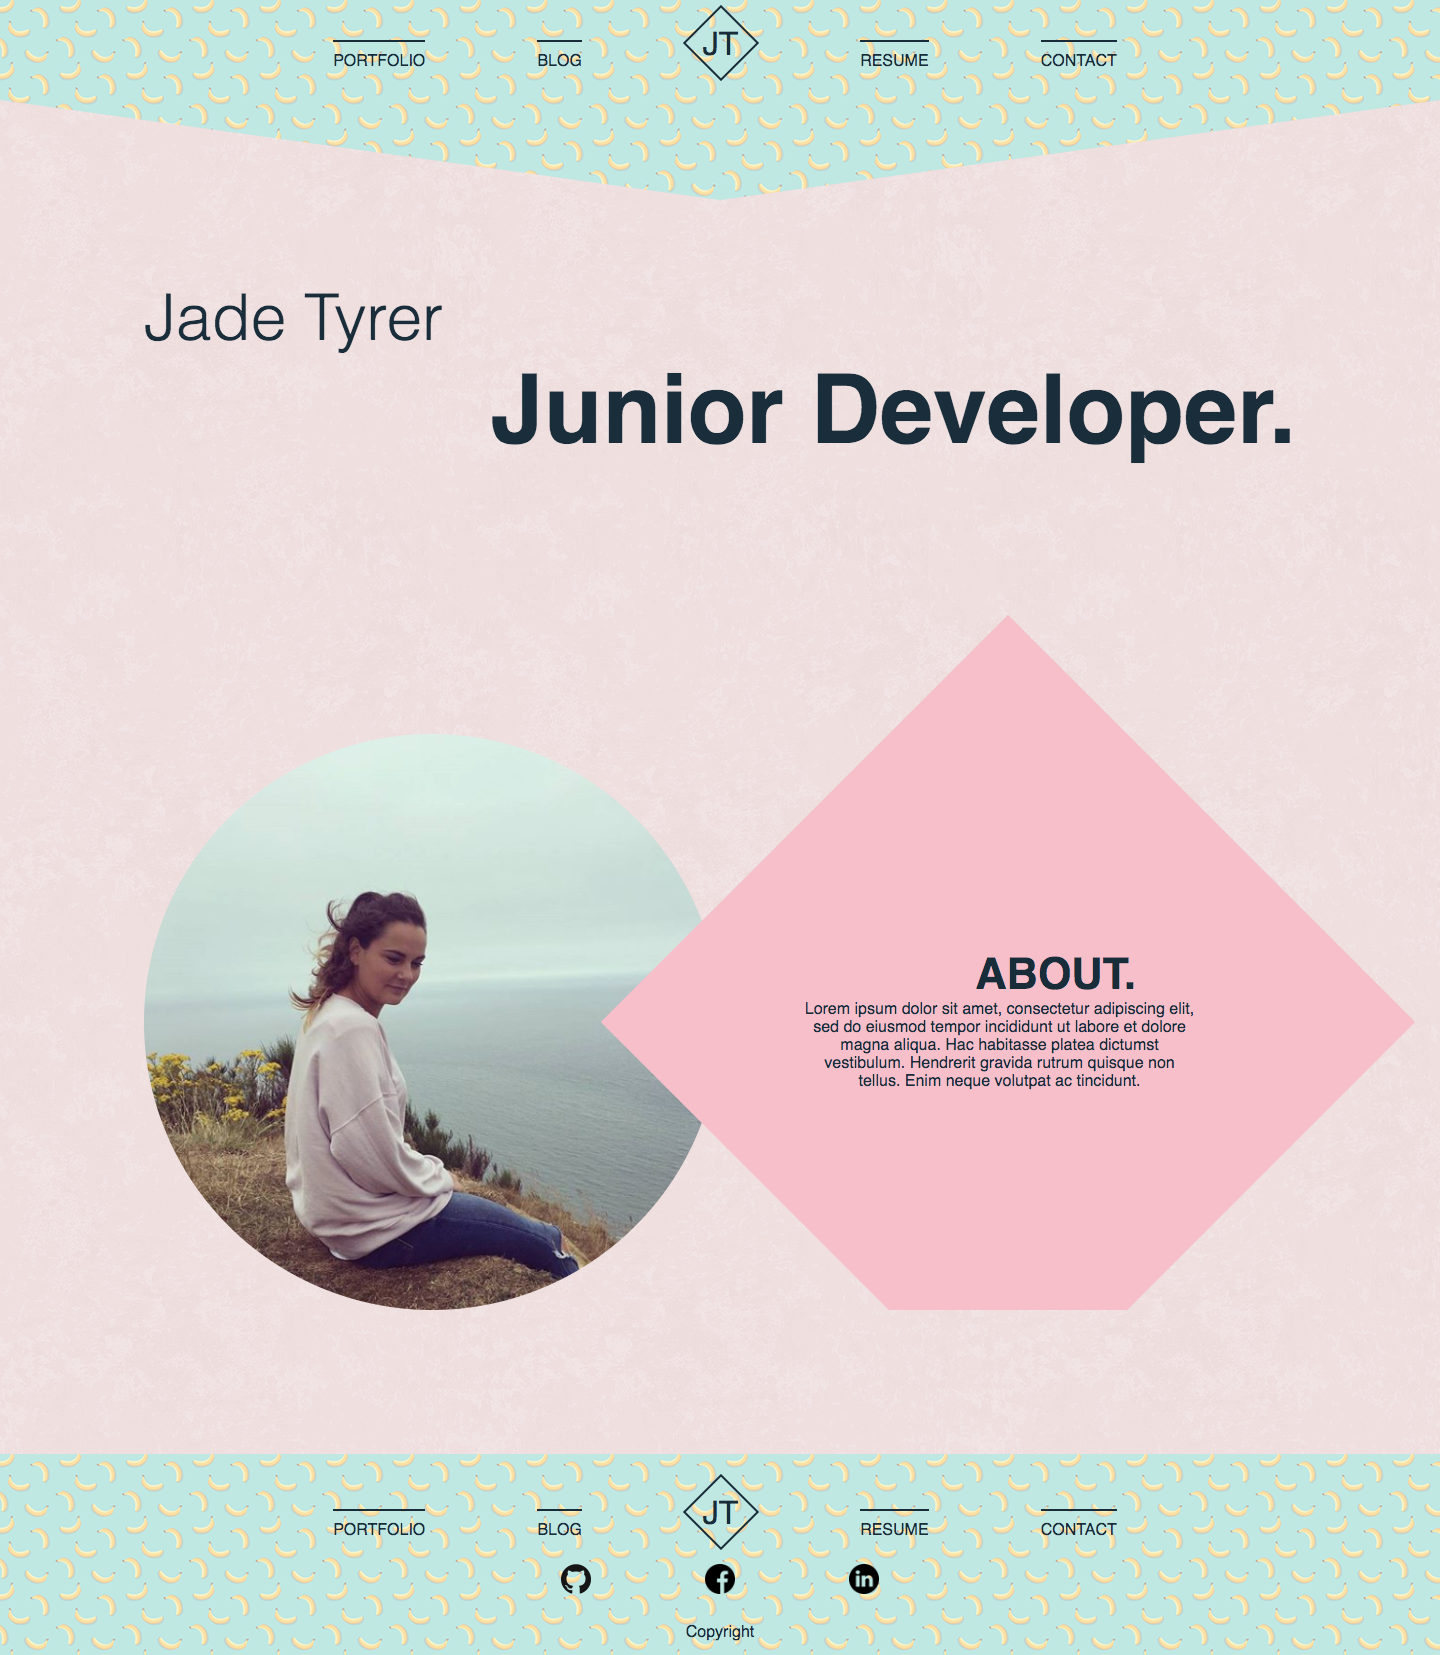 PORTFOLIO BLOG JT RESUME CONTACT
Jade Tyrer
Junior Developer.
ABOUT.
Lorem ipsum dolor sit amet, consectetur adipiscing elit,
sed do eiusmod tempor incididunt ut labore et dolore
magna aliqua. Hac habitasse platea dictumst
vestibulum. Hendrerit gravida rutrum quisque non
tellus. Enim neque volutpat ac tincidunt.
PORTFOLIO BLOG JT RESUME CONTACT
in
Copyright